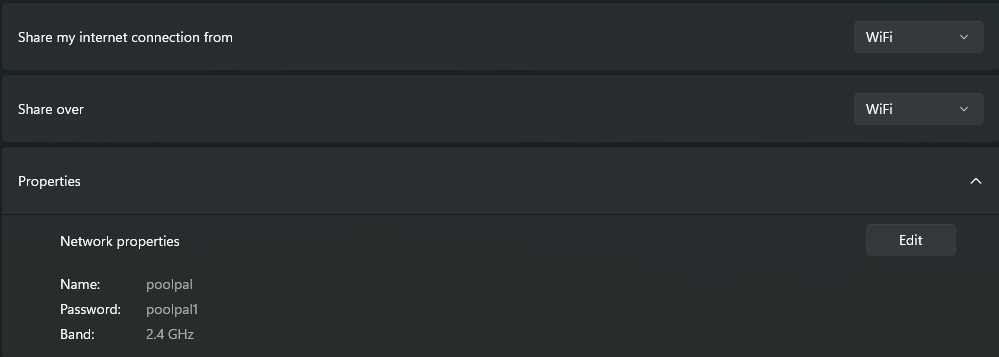 Share my internet connection from WiFi
Share over WiFi
Properties
Network properties Edit
Name: poolpal
Password: poolpal1
Band: 2.4 GHz